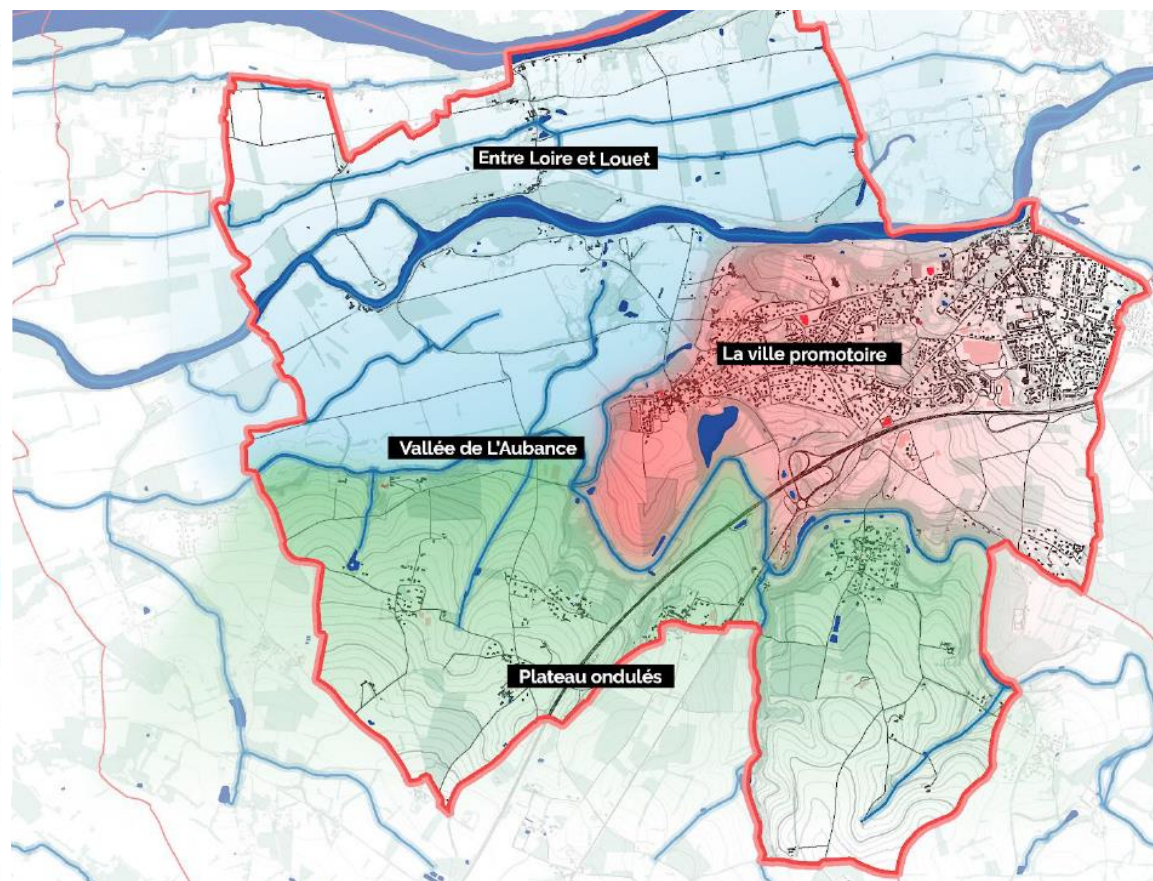 Entre Loire et Louet
La ville promotoire
Vallée de L'Aubance
Plateau ondulés